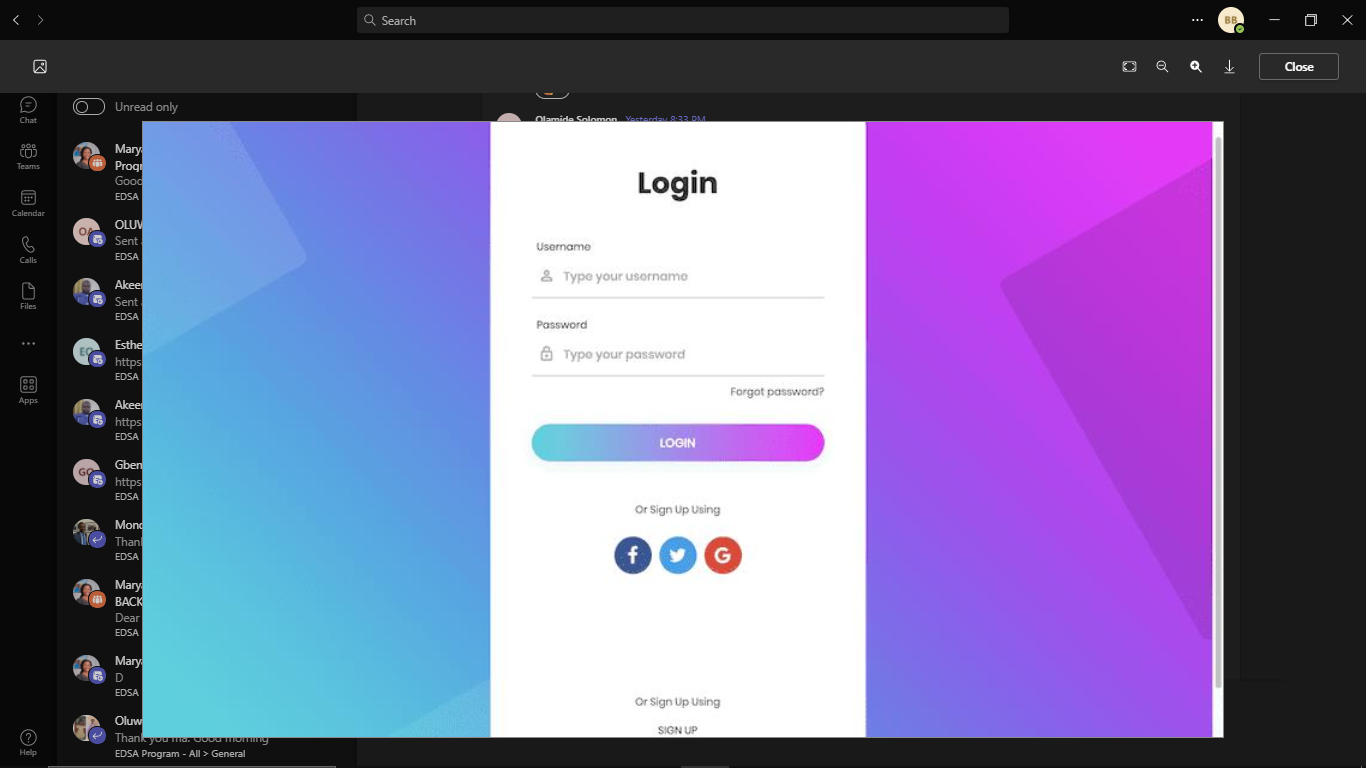 Search
BB
Close
Chat
Teams
Calendar
Calls
Files
Apps
Help
Unread only
Mary
Progr
Good
EDSA
OA
OLUW
Sent
EDSA
Akeer
Sent
EDSA
EO
Esthe
https
EDSA
Akeer
https
EDSA
GO
Gben
https
EDSA
Thank
EDSA
Mary
BACK
Dear
EDSA
Mary
D
EDSA
Oluw
Thank you ma. Good morning
EDSA Program - All > General
Olamide Solomon Yesterday 8:33 PM
Login
Username
Type your username
Password
Type your password
Forgot password?
LOGIN
Or Sign Up Using
f
G
Or Sign Up Using
SIGN UP